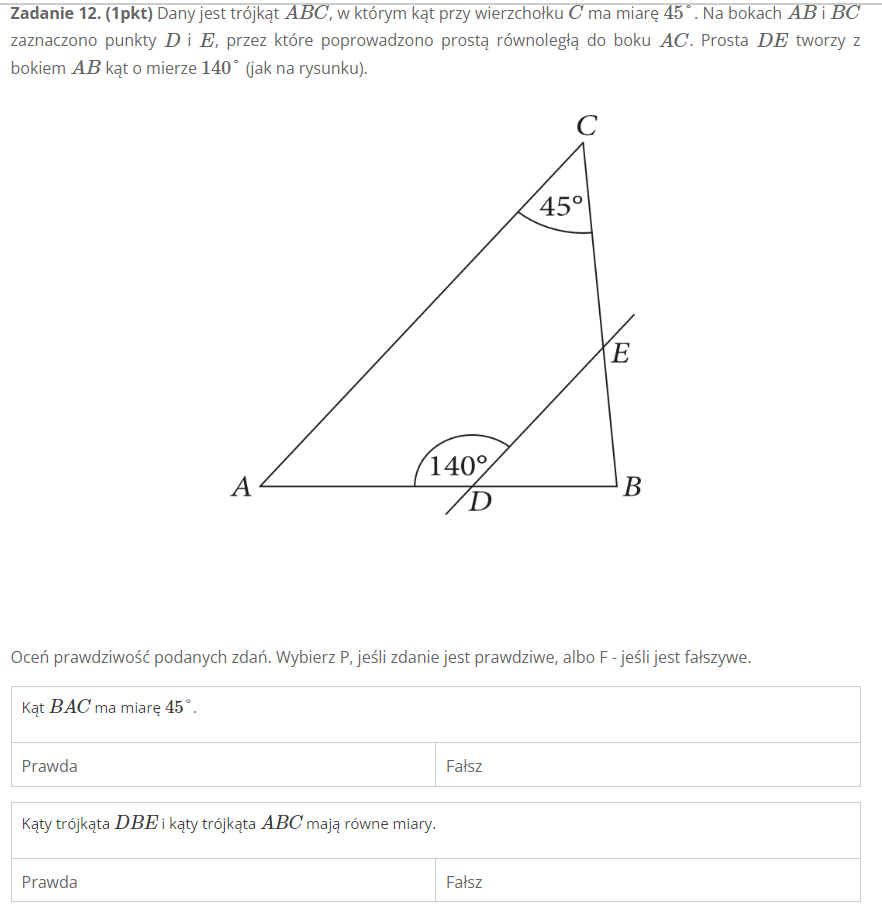 Zadanie 12. (1pkt) Dany jest trójkąt ABC, w którym kąt przy wierzchołku C ma miarę 45°. Na bokach AB i BC
zaznaczono punkty D i E, przez które poprowadzono prostą równoległą do boku AC. Prosta DE tworzy z
bokiem AB kąt o mierze 140° (jak na rysunku).
C
45°
E
140°
A
B
D
Oceń prawdziwość podanych zdań. Wybierz P, jeśli zdanie jest prawdziwe, albo F - jeśli jest fałszywe.
Kąt BAC ma miarę 45°.
Prawda
Fałsz
Kąty trójkąta DBE i kąty trójkąta ABC mają równe miary.
Prawda
Fałsz